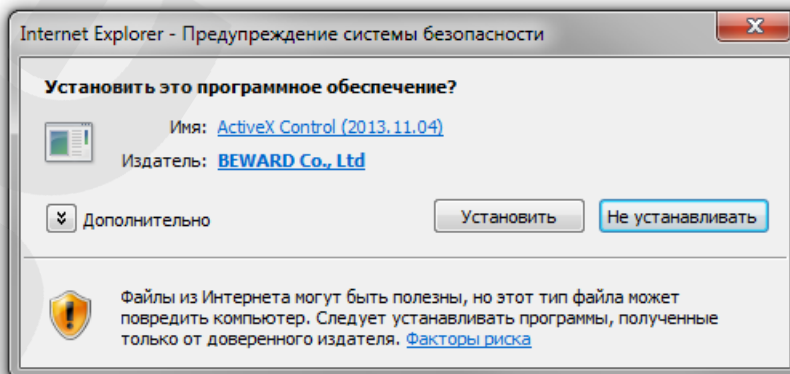 Internet Explorer - Предупреждение системы безопасности
Установить это программное обеспечение?
Имя: ActiveX Control (2013.11.04)
Издатель: BEWARD Co., Ltd
Дополнительно
Установить
Не устанавливать
Файлы из Интернета могут быть полезны, но этот тип файла может
повредить компьютер. Следует устанавливать программы, полученные
только от доверенного издателя. Факторы риска